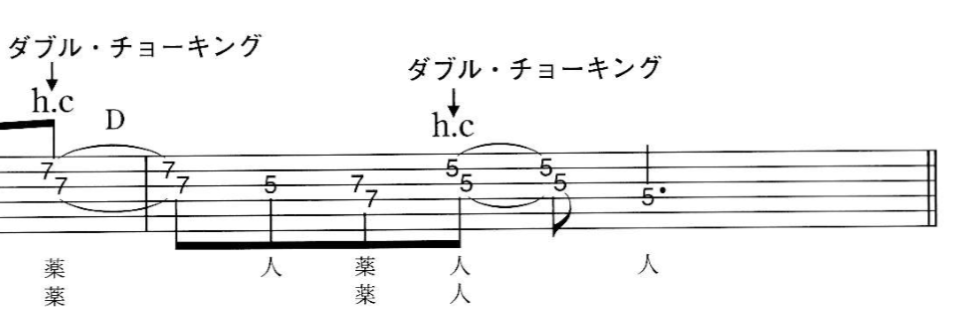 ダブル・チョーキング
ダブル・チョーキング
h.c
h.c
D
7 7 5
7 7 5 7 5 5 5.
7
薬 人 薬 人 人
薬 薬 人